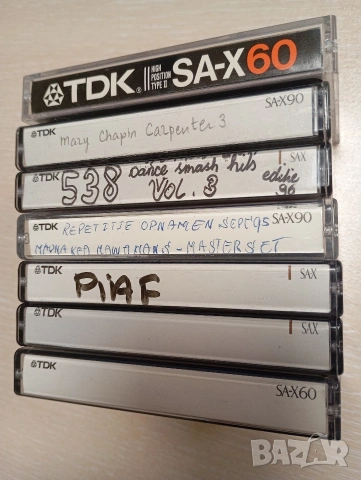 TDK® HIGH POSITION TYPE II SA-X60
TDK SA-X90
Mary Chapin Carpenter 3
TDK SAX
538 Dance smash hits VOL. 3 editie 96
TDK SA-X90
REPETITIE OPNAMEN SEPT '95
MASTERSET
TDK SAX
PiAF
TDK SAX
TDK SA-X60
BAZAR